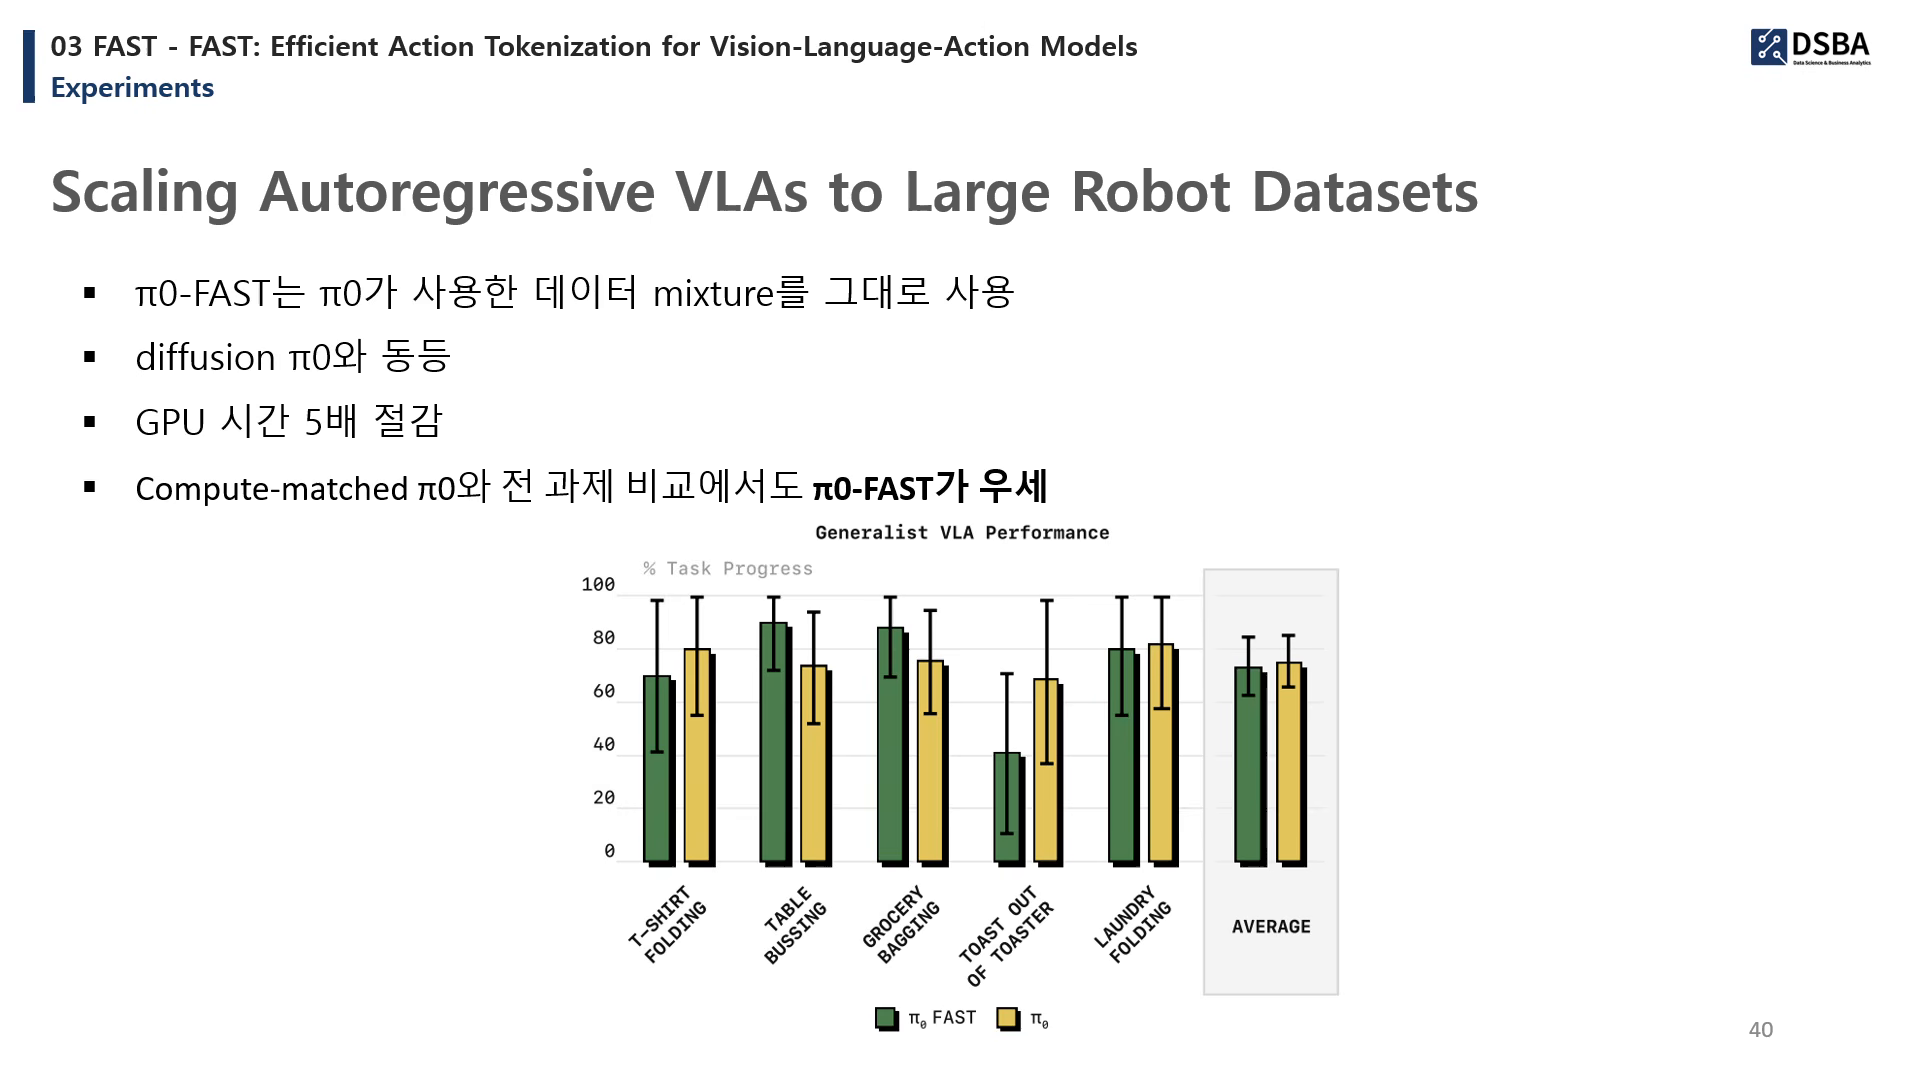 03 FAST - FAST: Efficient Action Tokenization for Vision-Language-Action Models
Experiments
DSBA
Data Science & Business Analytics
Scaling Autoregressive VLAs to Large Robot Datasets
▪ π0-FAST는 π0가 사용한 데이터 mixture를 그대로 사용
▪ diffusion π0와 동등
▪ GPU 시간 5배 절감
▪ Compute-matched π0와 전 과제 비교에서도 π0-FAST가 우세
Generalist VLA Performance
% Task Progress
100
80
60
40
20
0
T-SHIRT
FOLDING
TABLE
BUSSING
GROCERY
BAGGING
TOAST OUT
OF TOASTER
LAUNDRY
FOLDING
AVERAGE
π₀ FAST
π₀
40